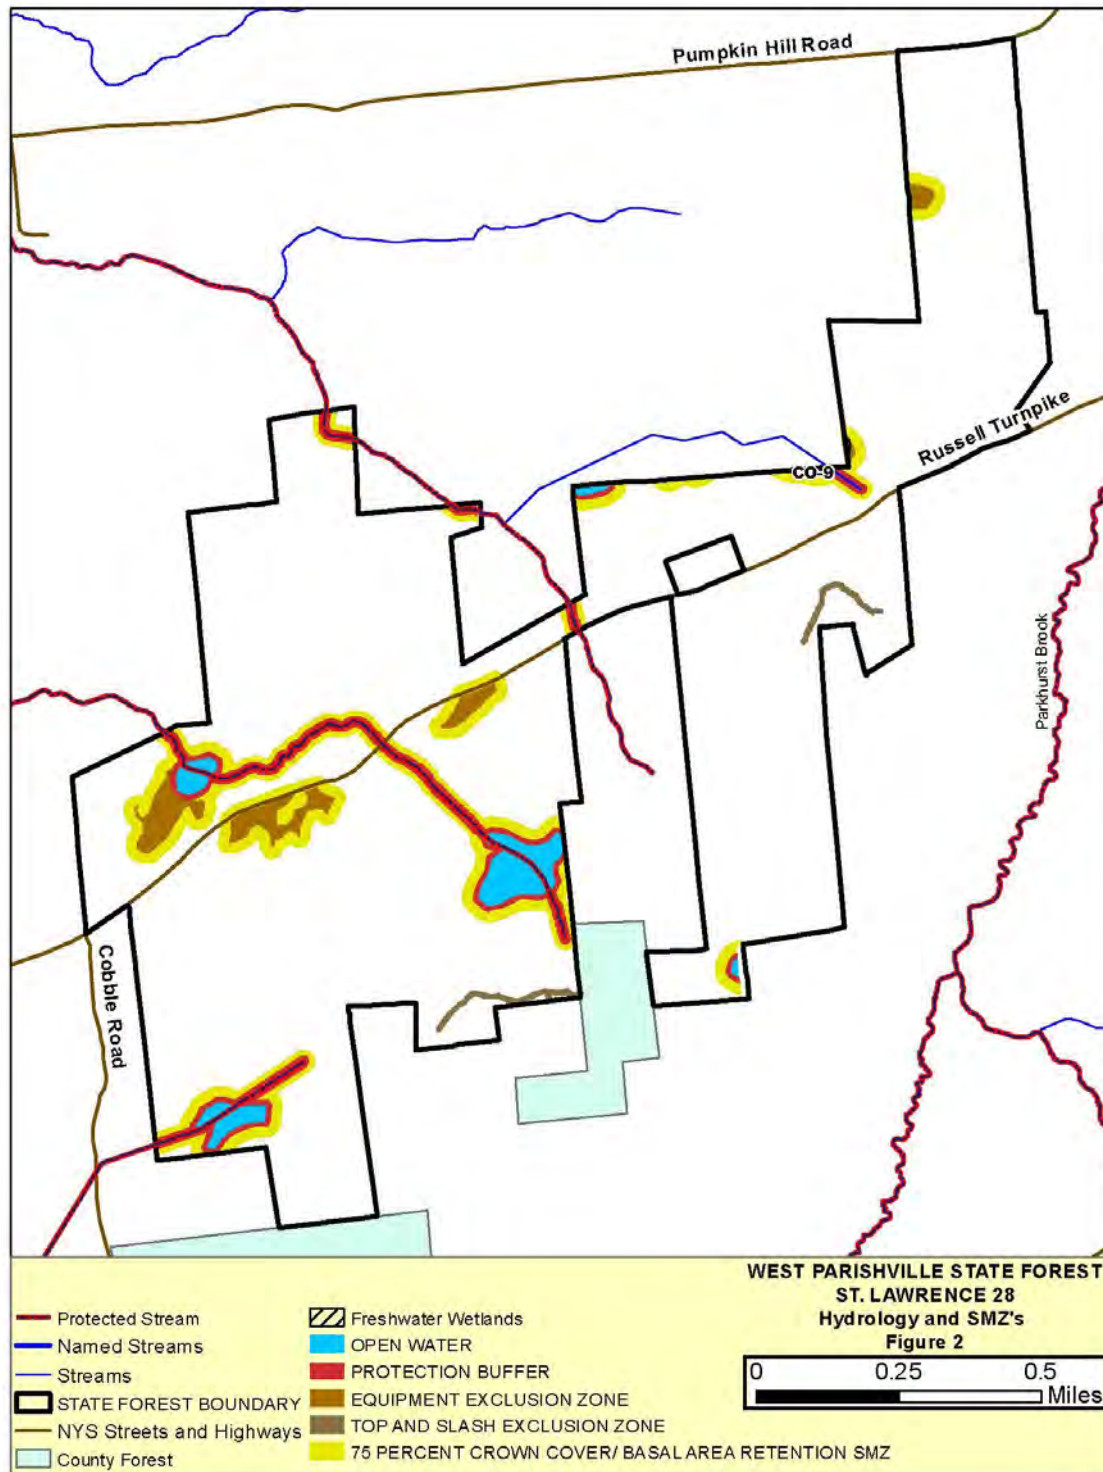 Pumpkin Hill Road
Russell Turnpike
CO-9
Parkhurst Brook
Cobble Road
WEST PARISHVILLE STATE FOREST
ST. LAWRENCE 28
Hydrology and SMZ's
Figure 2
0 0.25 0.5
Miles
Protected Stream
Named Streams
Streams
STATE FOREST BOUNDARY
NYS Streets and Highways
County Forest
Freshwater Wetlands
OPEN WATER
PROTECTION BUFFER
EQUIPMENT EXCLUSION ZONE
TOP AND SLASH EXCLUSION ZONE
75 PERCENT CROWN COVER/ BASAL AREA RETENTION SMZ